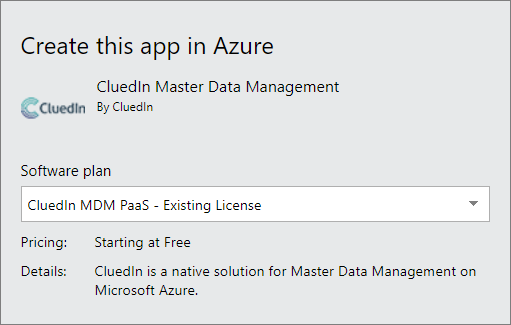 Create this app in Azure
CluedIn Master Data Management
CluedIn
By CluedIn
Software plan
CluedIn MDM PaaS - Existing License
Pricing: Starting at Free
Details: CluedIn is a native solution for Master Data Management on
Microsoft Azure.